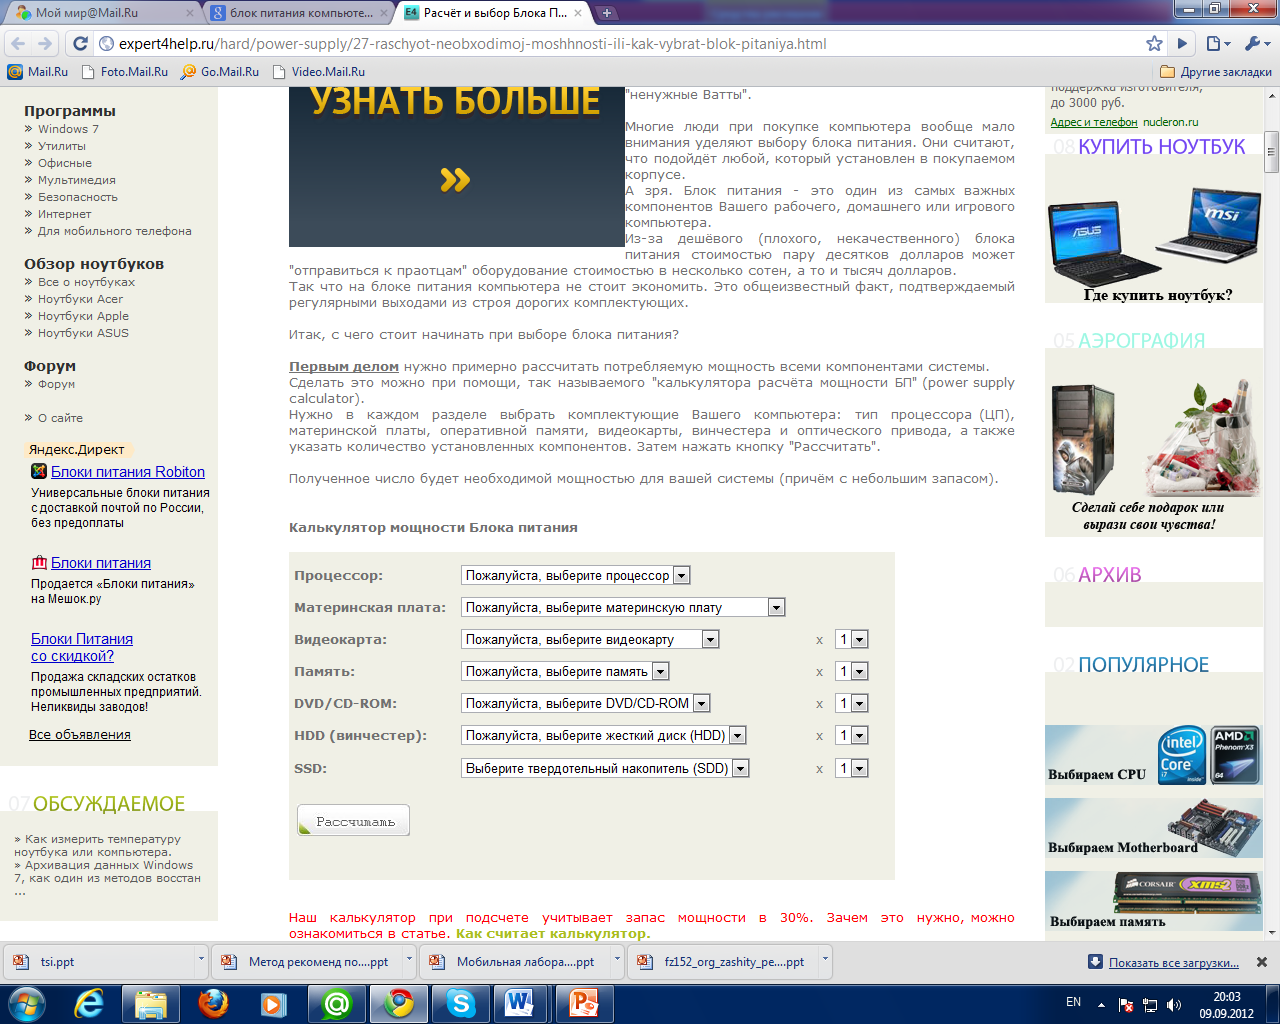 Мой мир@Mail.Ru
блок питания компьюте...
Расчёт и выбор Блока П...
expert4help.ru/hard/power-supply/27-raschyot-neobxodimoj-moshhnosti-ili-kak-vybrat-blok-pitaniya.html
Mail.Ru
Foto.Mail.Ru
Go.Mail.Ru
Video.Mail.Ru
Другие закладки
Программы
» Windows 7
» Утилиты
» Офисные
» Мультимедия
» Безопасность
» Интернет
» Для мобильного телефона
Обзор ноутбуков
» Все о ноутбуках
» Ноутбуки Acer
» Ноутбуки Apple
» Ноутбуки ASUS
Форум
» Форум
» О сайте
Яндекс.Директ
Блоки питания Robiton
Универсальные блоки питания
с доставкой почтой по России,
без предоплаты
Блоки питания
Продается «Блоки питания»
на Мешок.ру
Блоки Питания
со скидкой?
Продажа складских остатков
промышленных предприятий.
Неликвиды заводов!
Все объявления
07 ОБСУЖДАЕМОЕ
» Как измерить температуру
ноутбука или компьютера.
» Архивация данных Windows
7, как один из методов восстан
...
УЗНАТЬ БОЛЬШЕ
»
"ненужные Ватты".
Многие люди при покупке компьютера вообще мало
внимания уделяют выбору блока питания. Они считают,
что подойдёт любой, который установлен в покупаемом
корпусе.
А зря. Блок питания - это один из самых важных
компонентов Вашего рабочего, домашнего или игрового
компьютера.
Из-за дешёвого (плохого, некачественного) блока
питания стоимостью пару десятков долларов может
"отправиться к праотцам" оборудование стоимостью в несколько сотен, а то и тысяч долларов.
Так что на блоке питания компьютера не стоит экономить. Это общеизвестный факт, подтверждаемый
регулярными выходами из строя дорогих комплектующих.
Итак, с чего стоит начинать при выборе блока питания?
Первым делом нужно примерно рассчитать потребляемую мощность всеми компонентами системы.
Сделать это можно при помощи, так называемого "калькулятора расчёта мощности БП" (power supply
calculator).
Нужно в каждом разделе выбрать комплектующие Вашего компьютера: тип процессора (ЦП),
материнской платы, оперативной памяти, видеокарты, винчестера и оптического привода, а также
указать количество установленных компонентов. Затем нажать кнопку "Рассчитать".
Полученное число будет необходимой мощностью для вашей системы (причём с небольшим запасом).
Калькулятор мощности Блока питания
Процессор: Пожалуйста, выберите процессор
Материнская плата: Пожалуйста, выберите материнскую плату
Видеокарта: Пожалуйста, выберите видеокарту x 1
Память: Пожалуйста, выберите память x 1
DVD/CD-ROM: Пожалуйста, выберите DVD/CD-ROM x 1
HDD (винчестер): Пожалуйста, выберите жесткий диск (HDD) x 1
SSD: Выберите твердотельный накопитель (SDD) x 1
Рассчитать
Наш калькулятор при подсчете учитывает запас мощности в 30%. Зачем это нужно, можно
ознакомиться в статье. Как считает калькулятор.
поддержка изготовителя,
до 3000 руб.
Адрес и телефон nucleron.ru
08 КУПИТЬ НОУТБУК
ASUS
msi
Где купить ноутбук?
05 АЭРОГРАФИЯ
Сделай себе подарок или
вырази свои чувства!
06 АРХИВ
02 ПОПУЛЯРНОЕ
Выбираем CPU
intel
Core
i7
inside
AMD
Phenom X3
64
Выбираем Motherboard
CORSAIR
xms2
Выбираем память
tsi.ppt
Метод рекоменд по....ppt
Мобильная лабора....ppt
fz152_org_zashity_pe....ppt
Показать все загрузки...
EN
20:03
09.09.2012